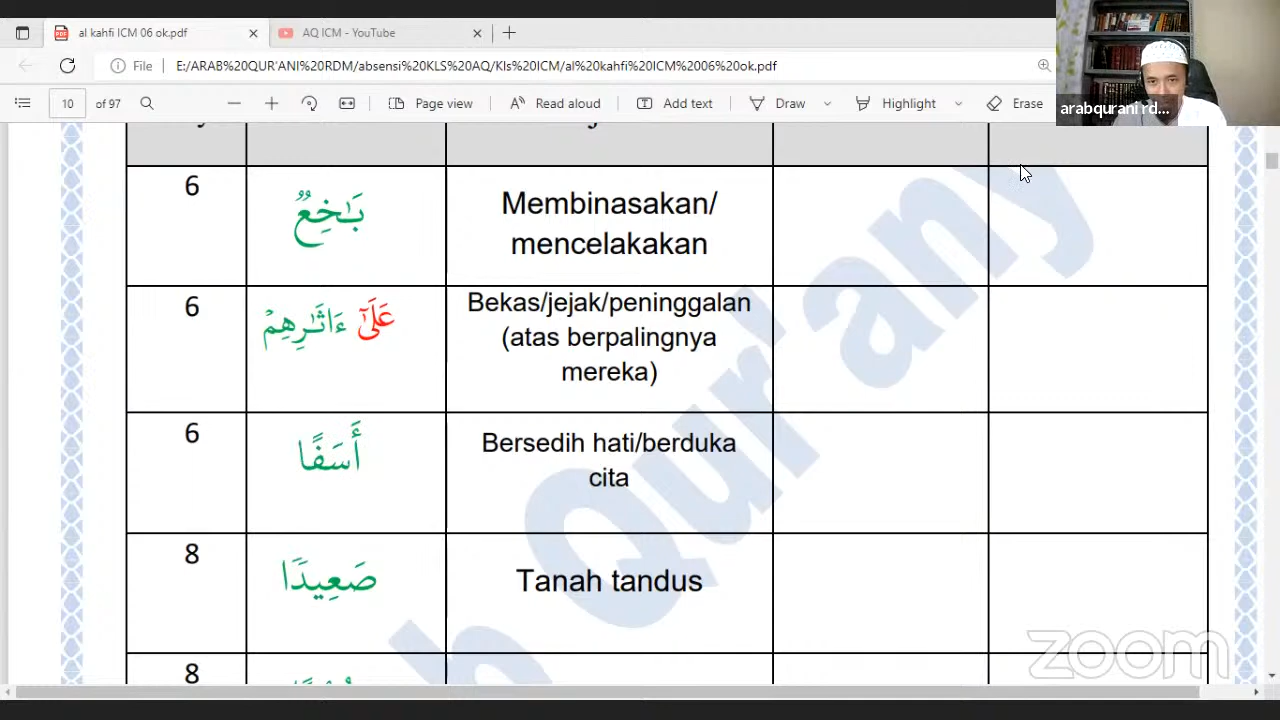 al kahfi ICM 06 ok.pdf
AQ ICM - YouTube
File
E:/ARAB%20QUR'ANI%20RDM/absensi%20KLS%20... /Kls%20ICM/al%20kahfi%20ICM%2006%20ok.pdf
10 of 97
Page view
Read aloud
Add text
Draw
Highlight
Erase
arabqurani rd...
6 بَـٰخِعٌ Membinasakan/
mencelakakan
6 عَلَىٰٓ ءَاثَـٰرِهِمْ Bekas/jejak/peninggalan
(atas berpalingnya
mereka)
6 أَسَفًا Bersedih hati/berduka
cita
8 صَعِيدًا Tanah tandus
8
h Qur'any
zoom